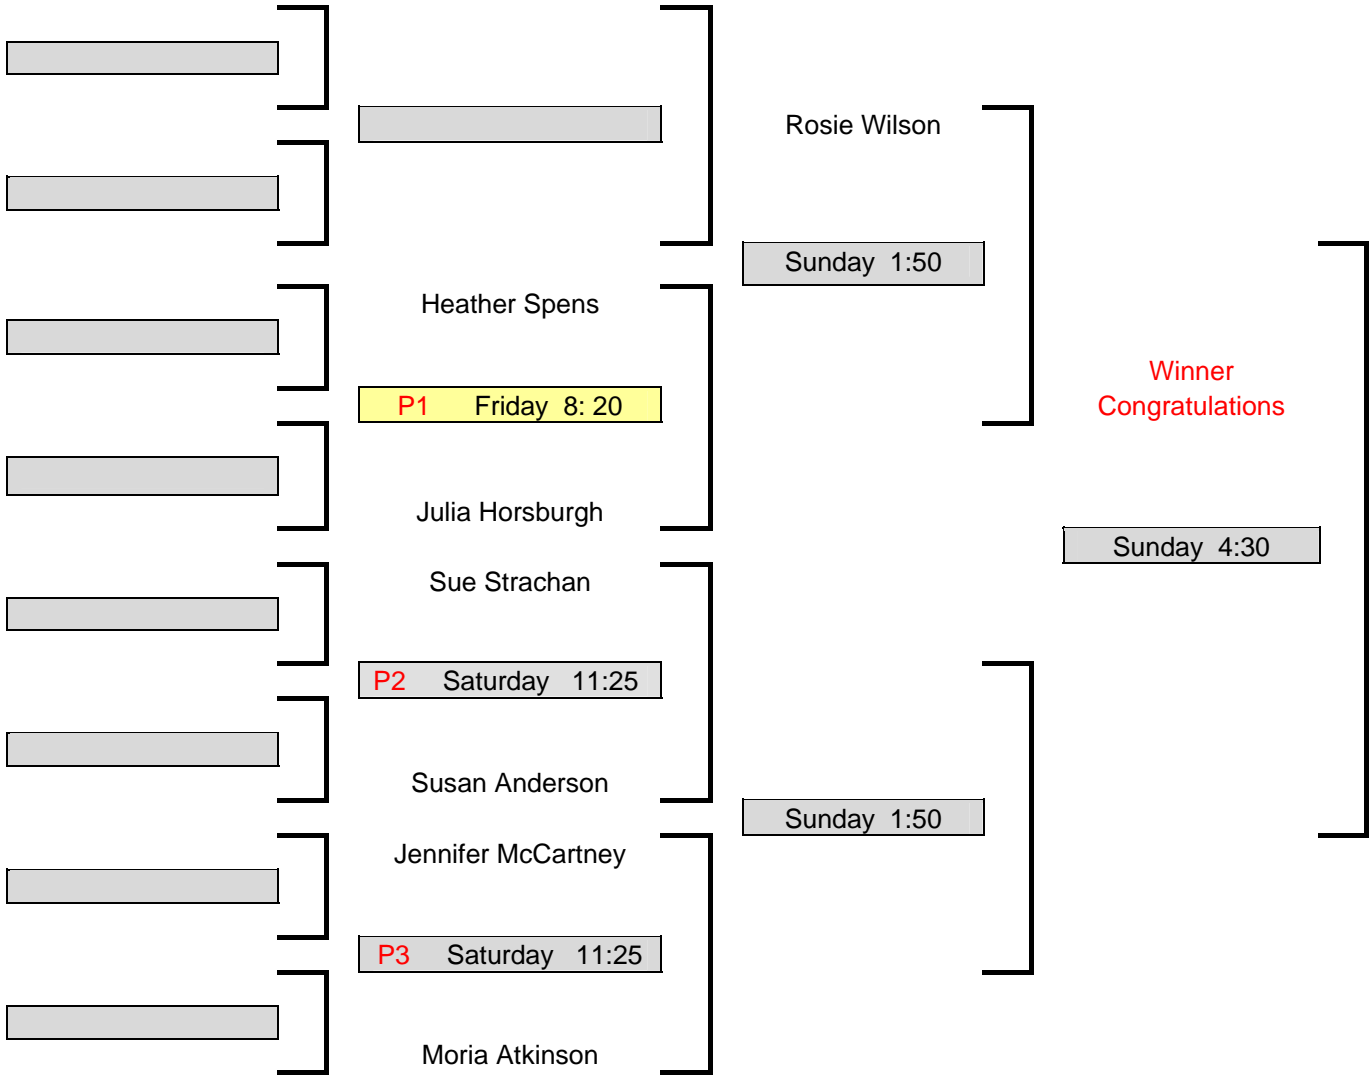 Rosie Wilson
Sunday 1:50
Heather Spens
P1 Friday 8: 20
Julia Horsburgh
Winner
Congratulations
Sunday 4:30
Sue Strachan
P2 Saturday 11:25
Susan Anderson
Sunday 1:50
Jennifer McCartney
P3 Saturday 11:25
Moria Atkinson